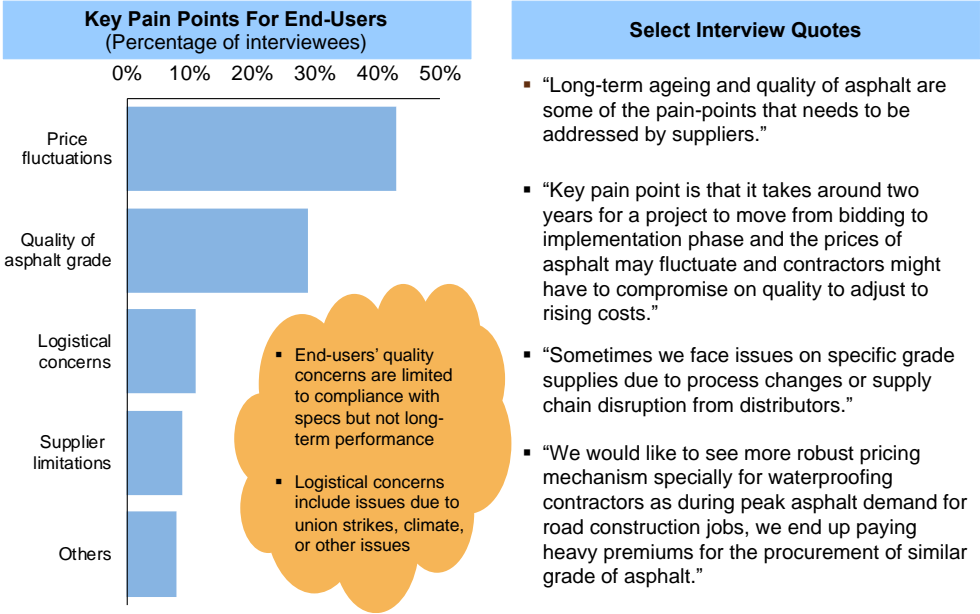 Key Pain Points For End-Users
(Percentage of interviewees)
0% 10% 20% 30% 40% 50%
Price
fluctuations
Quality of
asphalt grade
Logistical
concerns
Supplier
limitations
Others
▪ End-users’ quality
concerns are limited
to compliance with
specs but not long-
term performance
▪ Logistical concerns
include issues due to
union strikes, climate,
or other issues
Select Interview Quotes
▪ “Long-term ageing and quality of asphalt are
some of the pain-points that needs to be
addressed by suppliers.”
▪ “Key pain point is that it takes around two
years for a project to move from bidding to
implementation phase and the prices of
asphalt may fluctuate and contractors might
have to compromise on quality to adjust to
rising costs.”
▪ “Sometimes we face issues on specific grade
supplies due to process changes or supply
chain disruption from distributors.”
▪ “We would like to see more robust pricing
mechanism specially for waterproofing
contractors as during peak asphalt demand for
road construction jobs, we end up paying
heavy premiums for the procurement of similar
grade of asphalt.”